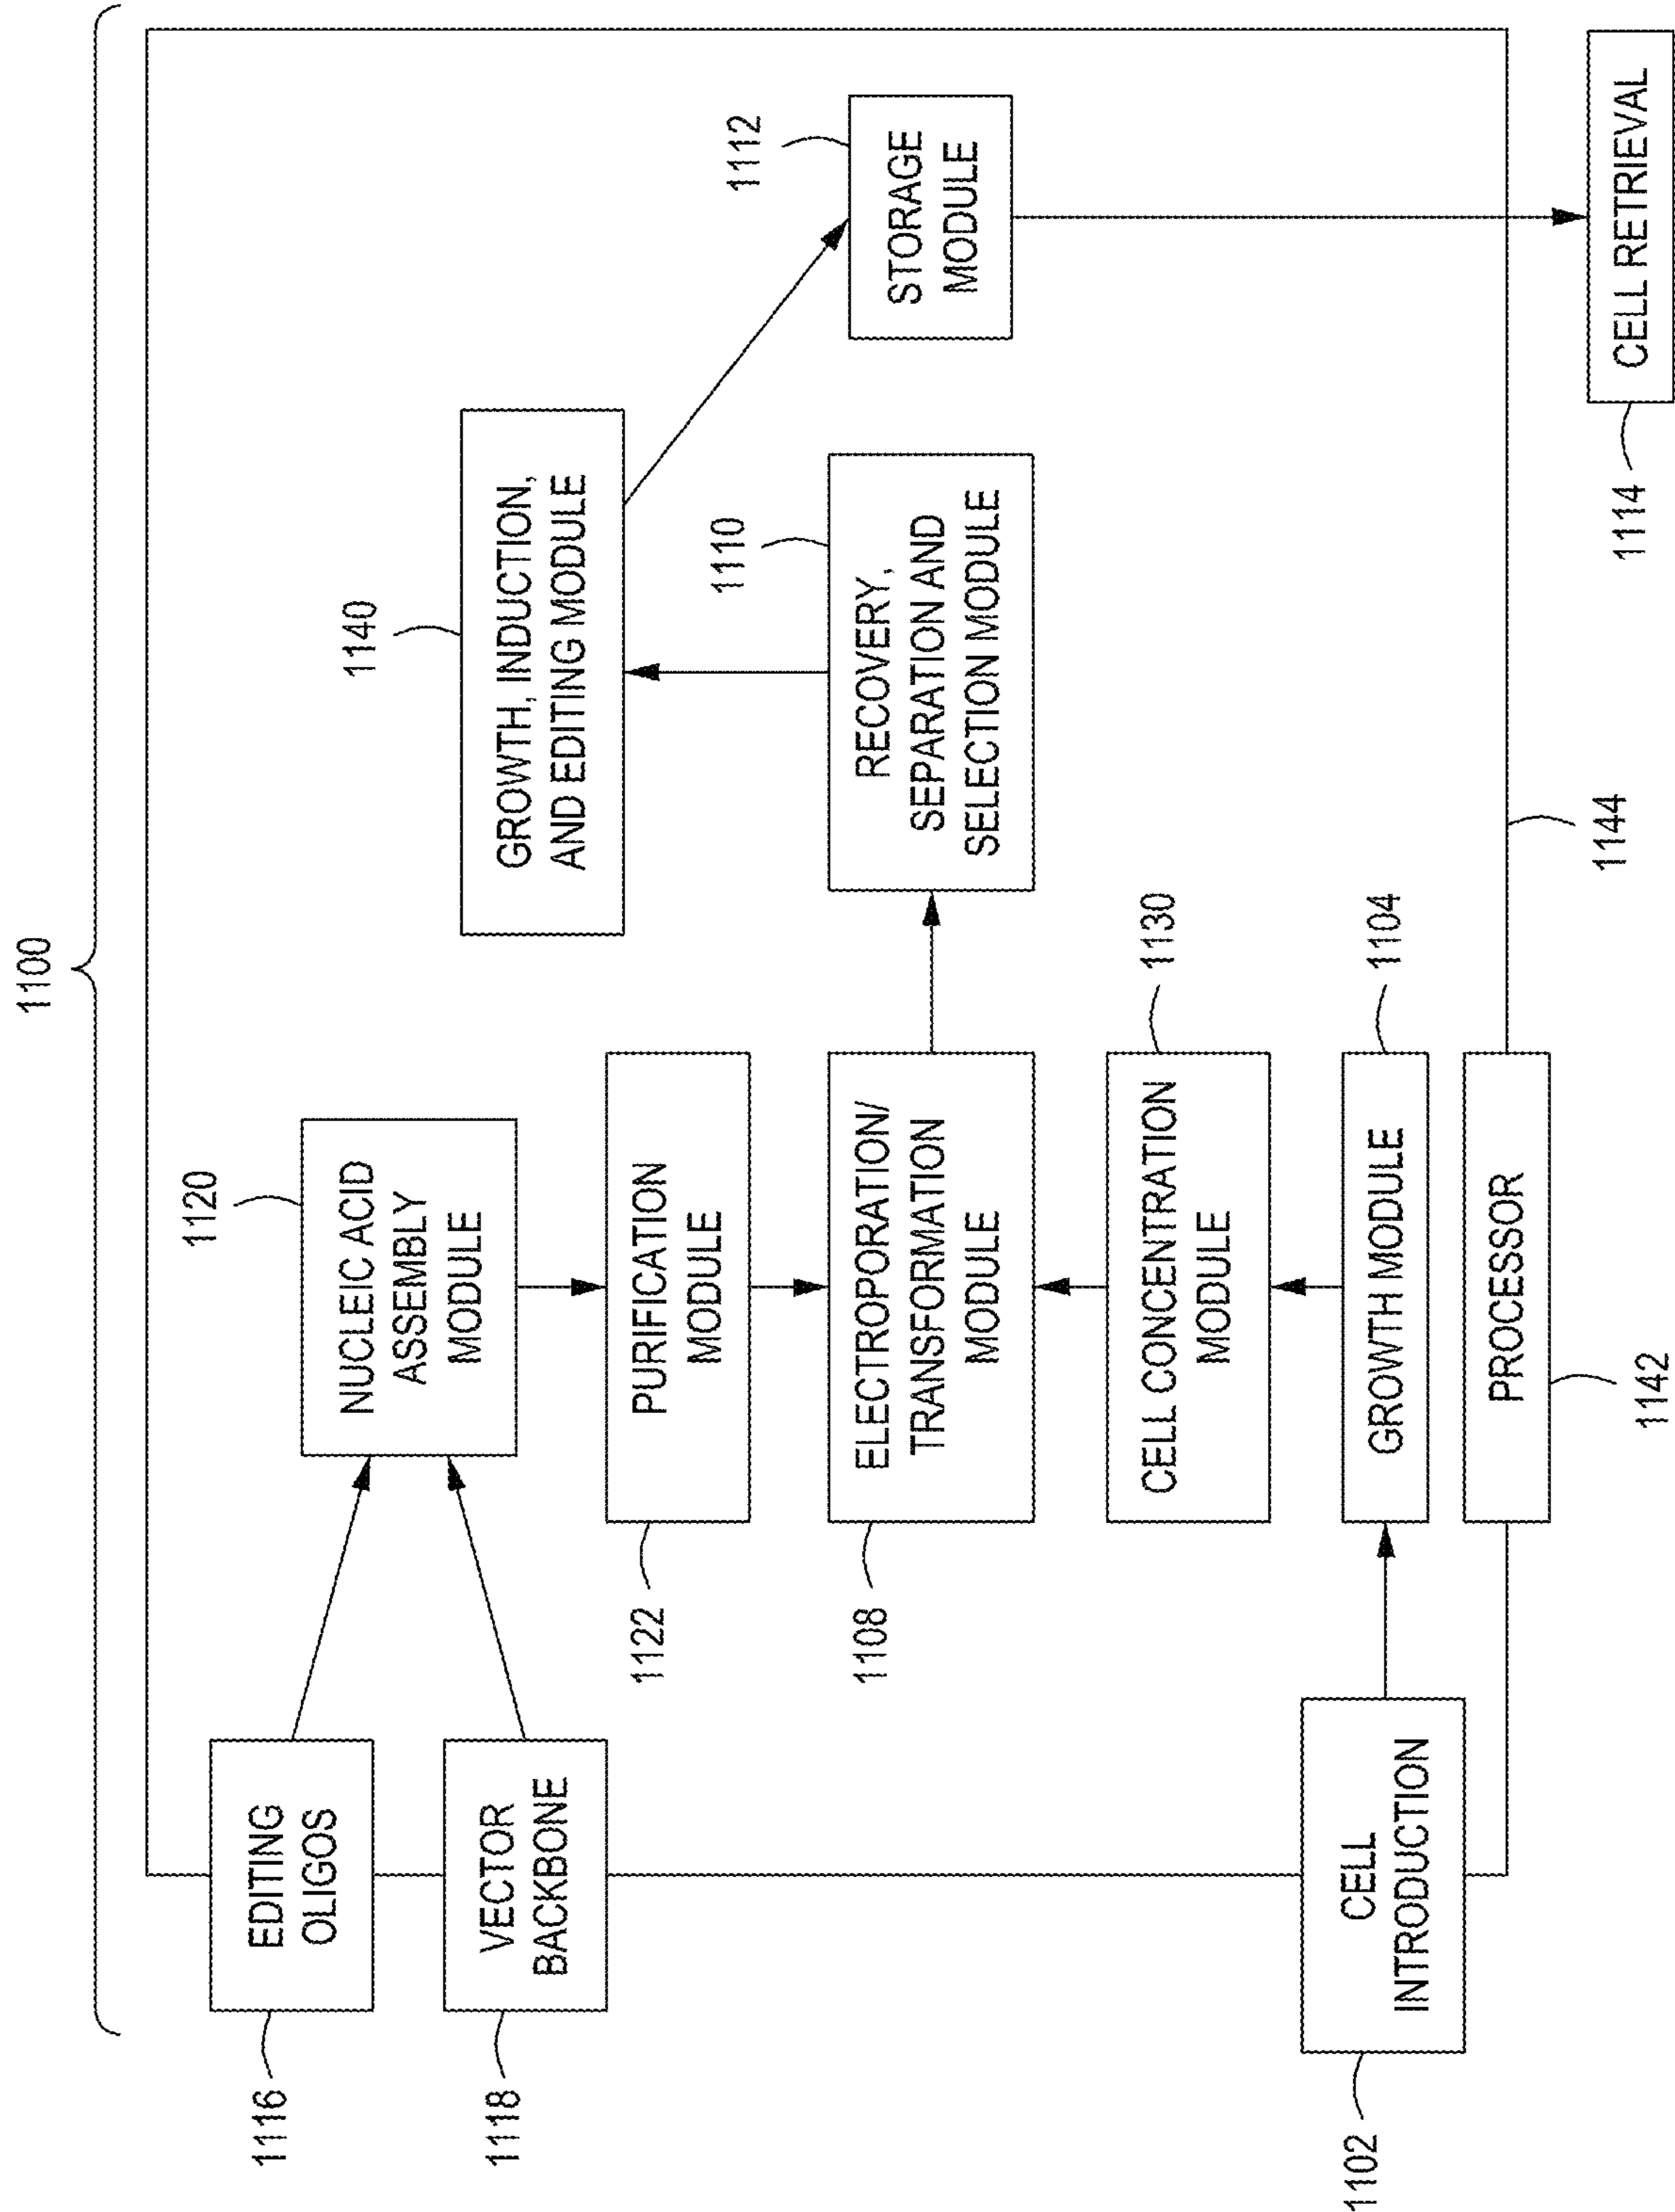 1100
1116
EDITING
OLIGOS
1118
VECTOR
BACKBONE
1120
NUCLEIC ACID
ASSEMBLY
MODULE
1122
PURIFICATION
MODULE
1108
ELECTROPORATION/
TRANSFORMATION
MODULE
1130
CELL CONCENTRATION
MODULE
1104
GROWTH MODULE
1102
CELL
INTRODUCTION
1142
PROCESSOR
1144
1140
GROWTH, INDUCTION,
AND EDITING MODULE
1110
RECOVERY,
SEPARATION AND
SELECTION MODULE
1112
STORAGE
MODULE
1114
CELL RETRIEVAL